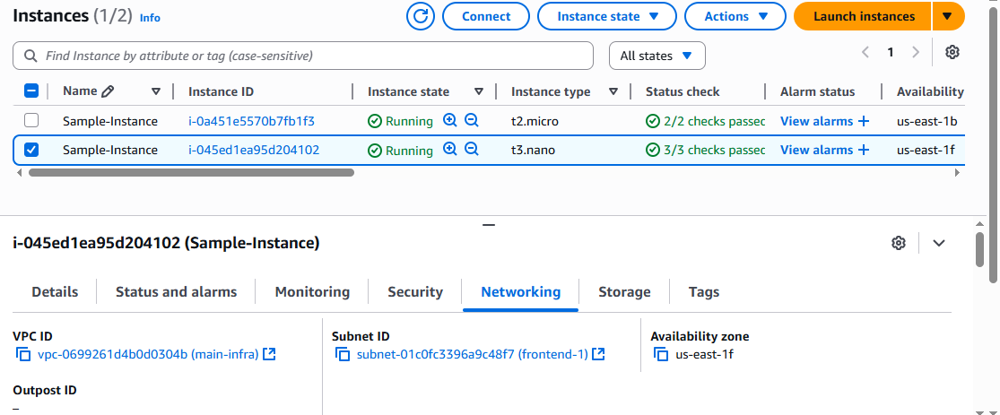 Instances (1/2) Info
Connect Instance state Actions Launch instances
Find Instance by attribute or tag (case-sensitive) All states 1
Name Instance ID Instance state Instance type Status check Alarm status Availability
Sample-Instance i-0a451e5570b7fb1f3 Running t2.micro 2/2 checks passec View alarms + us-east-1b
Sample-Instance i-045ed1ea95d204102 Running t3.nano 3/3 checks passec View alarms + us-east-1f
i-045ed1ea95d204102 (Sample-Instance)
Details Status and alarms Monitoring Security Networking Storage Tags
VPC ID Subnet ID Availability zone
vpc-0699261d4b0d0304b (main-infra) subnet-01c0fc3396a9c48f7 (frontend-1) us-east-1f
Outpost ID
–